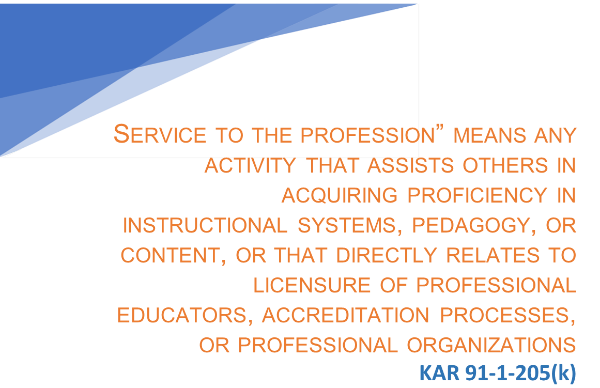 SERVICE TO THE PROFESSION” MEANS ANY
ACTIVITY THAT ASSISTS OTHERS IN
ACQUIRING PROFICIENCY IN
INSTRUCTIONAL SYSTEMS, PEDAGOGY, OR
CONTENT, OR THAT DIRECTLY RELATES TO
LICENSURE OF PROFESSIONAL
EDUCATORS, ACCREDITATION PROCESSES,
OR PROFESSIONAL ORGANIZATIONS
KAR 91-1-205(k)